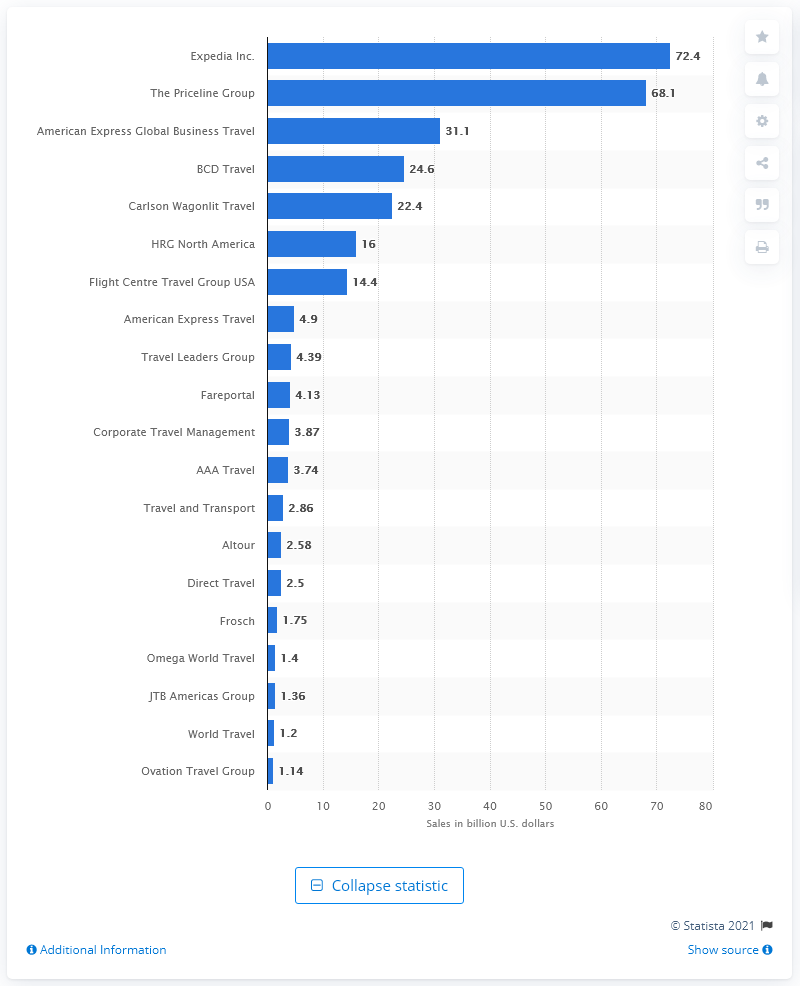 Expedia Inc. 72.4
The Priceline Group 68.1
American Express Global Business Travel 31.1
BCD Travel 24.6
Carlson Wagonlit Travel 22.4
HRG North America 16
Flight Centre Travel Group USA 14.4
American Express Travel 4.9
Travel Leaders Group 4.39
Fareportal 4.13
Corporate Travel Management 3.87
AAA Travel 3.74
Travel and Transport 2.86
Altour 2.58
Direct Travel 2.5
Frosch 1.75
Omega World Travel 1.4
JTB Americas Group 1.36
World Travel 1.2
Ovation Travel Group 1.14
0 10 20 30 40 50 60 70 80
Sales in billion U.S. dollars
Collapse statistic
© Statista 2021
Additional Information
Show source